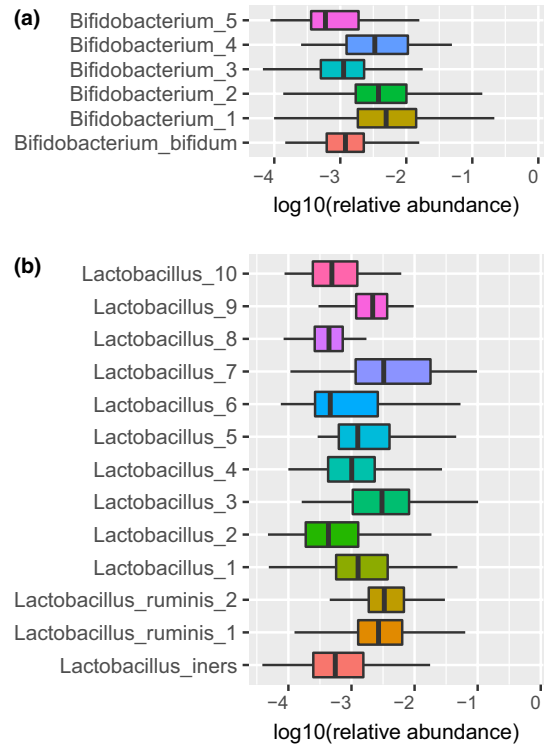 (a)
Bifidobacterium_5
Bifidobacterium_4
Bifidobacterium_3
Bifidobacterium_2
Bifidobacterium_1
Bifidobacterium_bifidum
−4 −3 −2 −1 0
log10(relative abundance)
(b)
Lactobacillus_10
Lactobacillus_9
Lactobacillus_8
Lactobacillus_7
Lactobacillus_6
Lactobacillus_5
Lactobacillus_4
Lactobacillus_3
Lactobacillus_2
Lactobacillus_1
Lactobacillus_ruminis_2
Lactobacillus_ruminis_1
Lactobacillus_iners
−4 −3 −2 −1 0
log10(relative abundance)